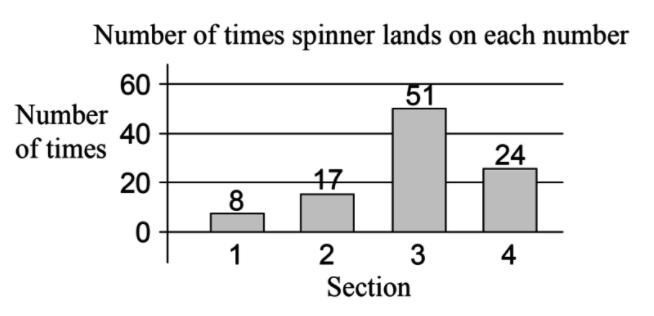 Number of times spinner lands on each number
Number
of times
60
40
20
0
8
17
51
24
1 2 3 4
Section